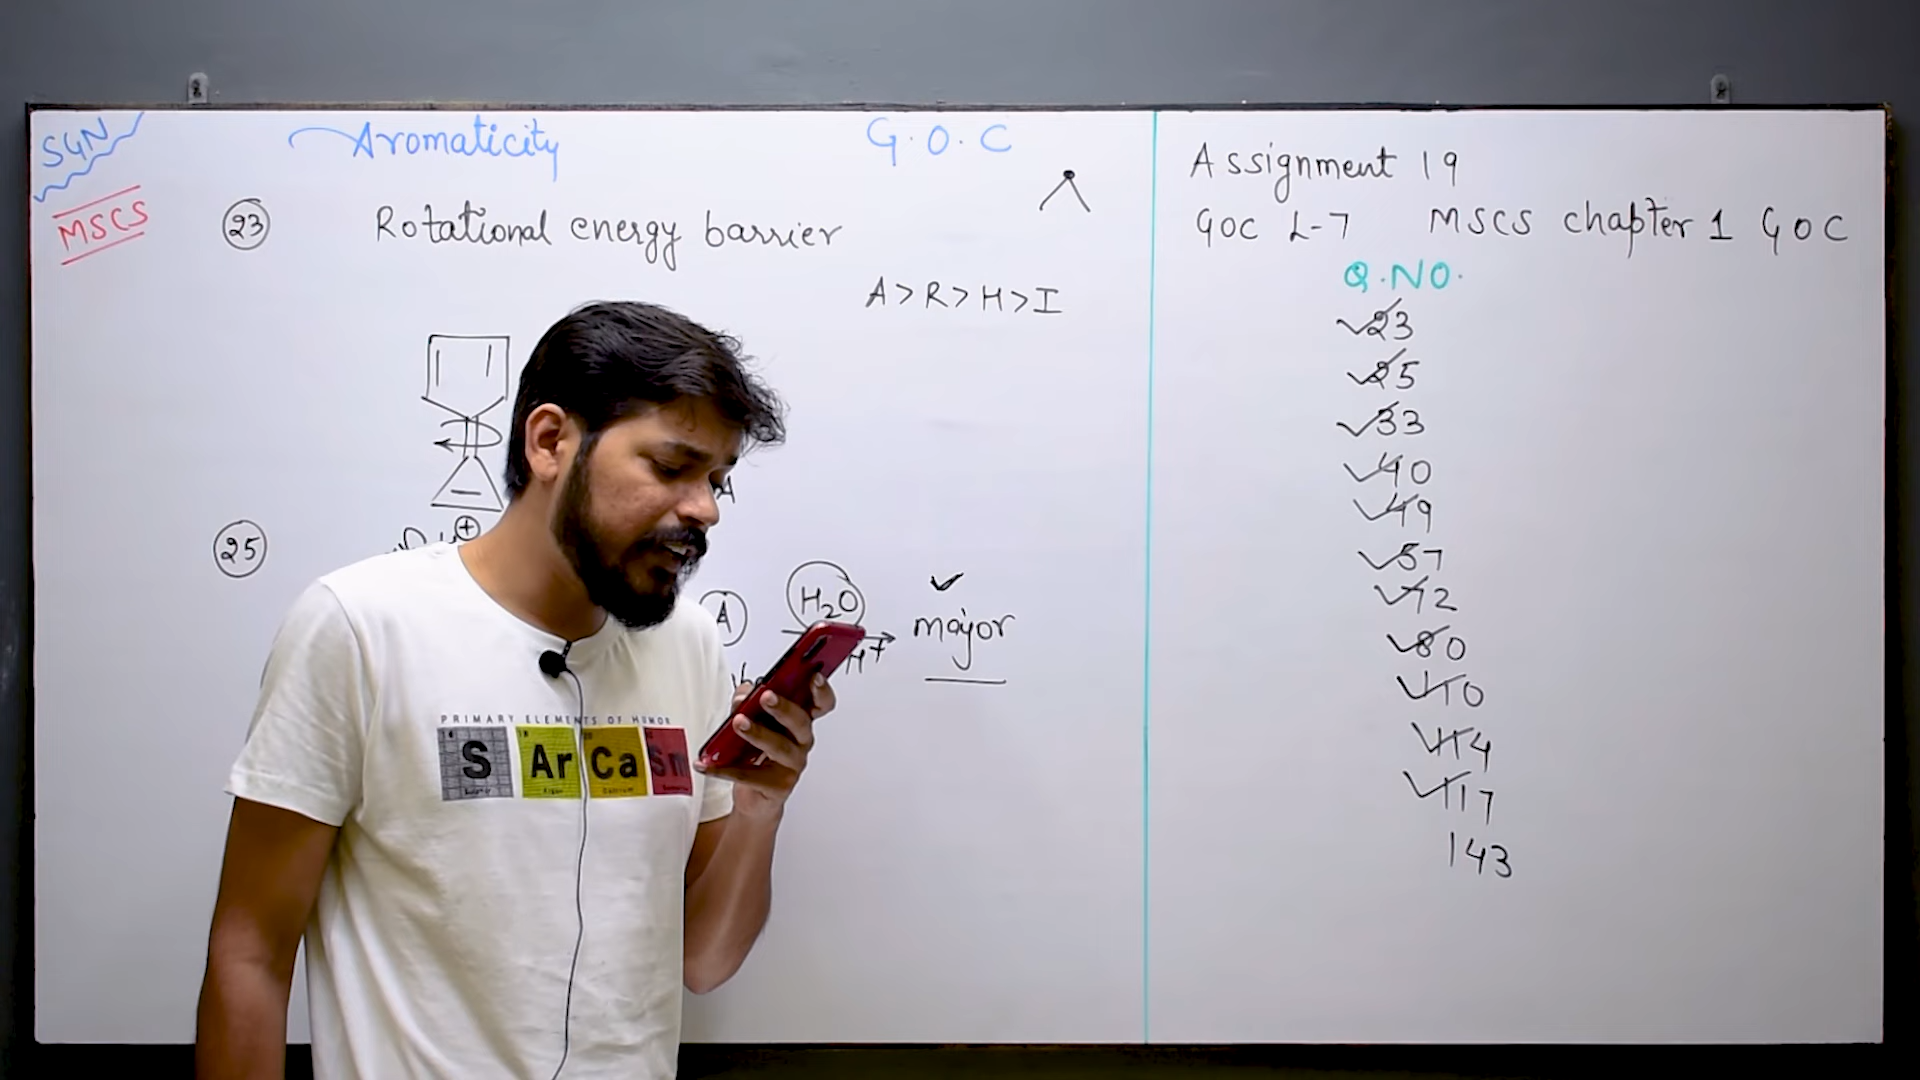 SGN
Aromaticity
G.O.C
MSCS
23
Rotational energy barrier
A > R > H > I
25
A
H2O
major
H+
PRIMARY ELEMENTS OF HUMOR
S Ar Ca Sm
Assignment 19
GOC L-7 MSCS chapter 1 GOC
Q.NO.
23
25
33
40
49
57
72
80
110
114
117
143